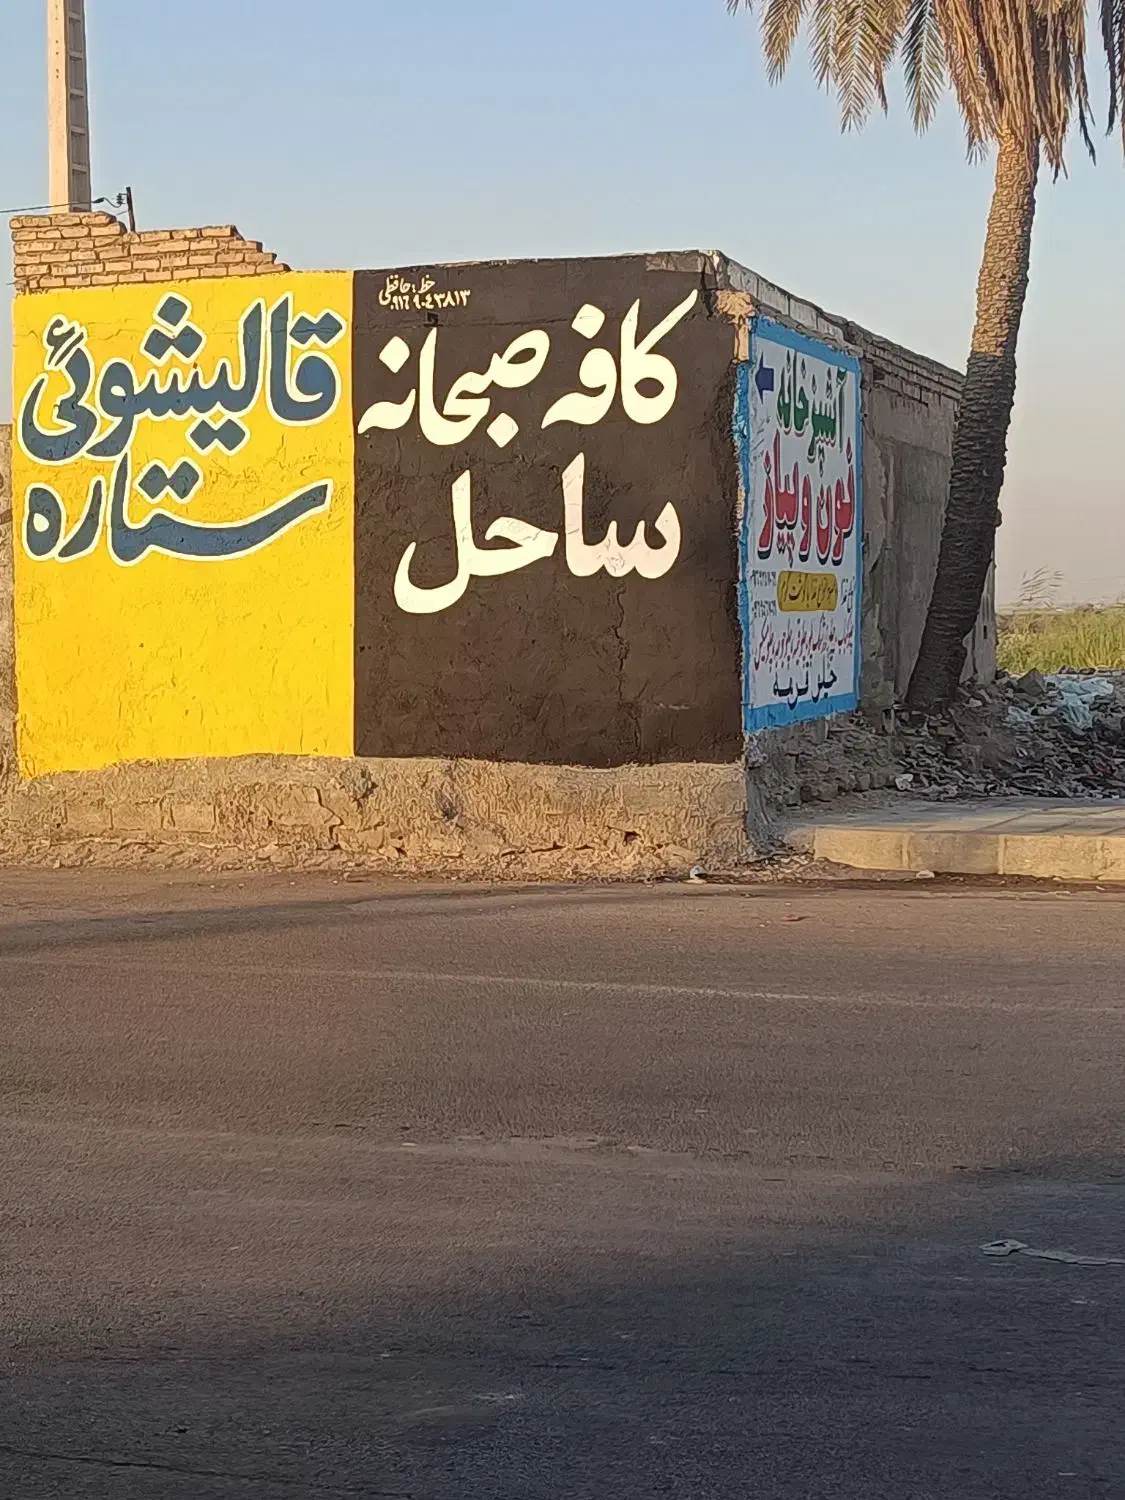 خط: حافظی
۰۹۱۶۹۰۴۳۸۱۳
کافه صبحانه
ساحل
قالیشوئی
ستاره
آشپزخانه
نون و پیاز